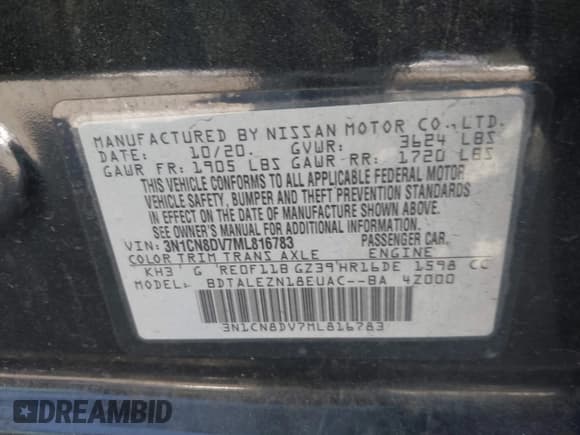 MANUFACTURED BY NISSAN MOTOR CO., LTD.
DATE: 10/20. GVWR: 3624 LBS
GAWR FR: 1905 LBS GAWR RR: 1720 LBS
THIS VEHICLE CONFORMS TO ALL APPLICABLE FEDERAL MOTOR
VEHICLE SAFETY, BUMPER AND THEFT PREVENTION STANDARDS
IN EFFECT ON THE DATE OF MANUFACTURE SHOWN ABOVE.
SEE OWNER'S MANUAL FOR ADDITIONAL INFORMATION.
VIN: 3N1CN8DV7ML816783 PASSENGER CAR.
COLOR TRIM TRANS AXLE ENGINE
KH3 G RE0F11B GZ39 HR16DE 1598 CC
MODEL: BDTALEZN18EUAC--BA 4Z000
3N1CN8DV7ML816783
DREAMBID